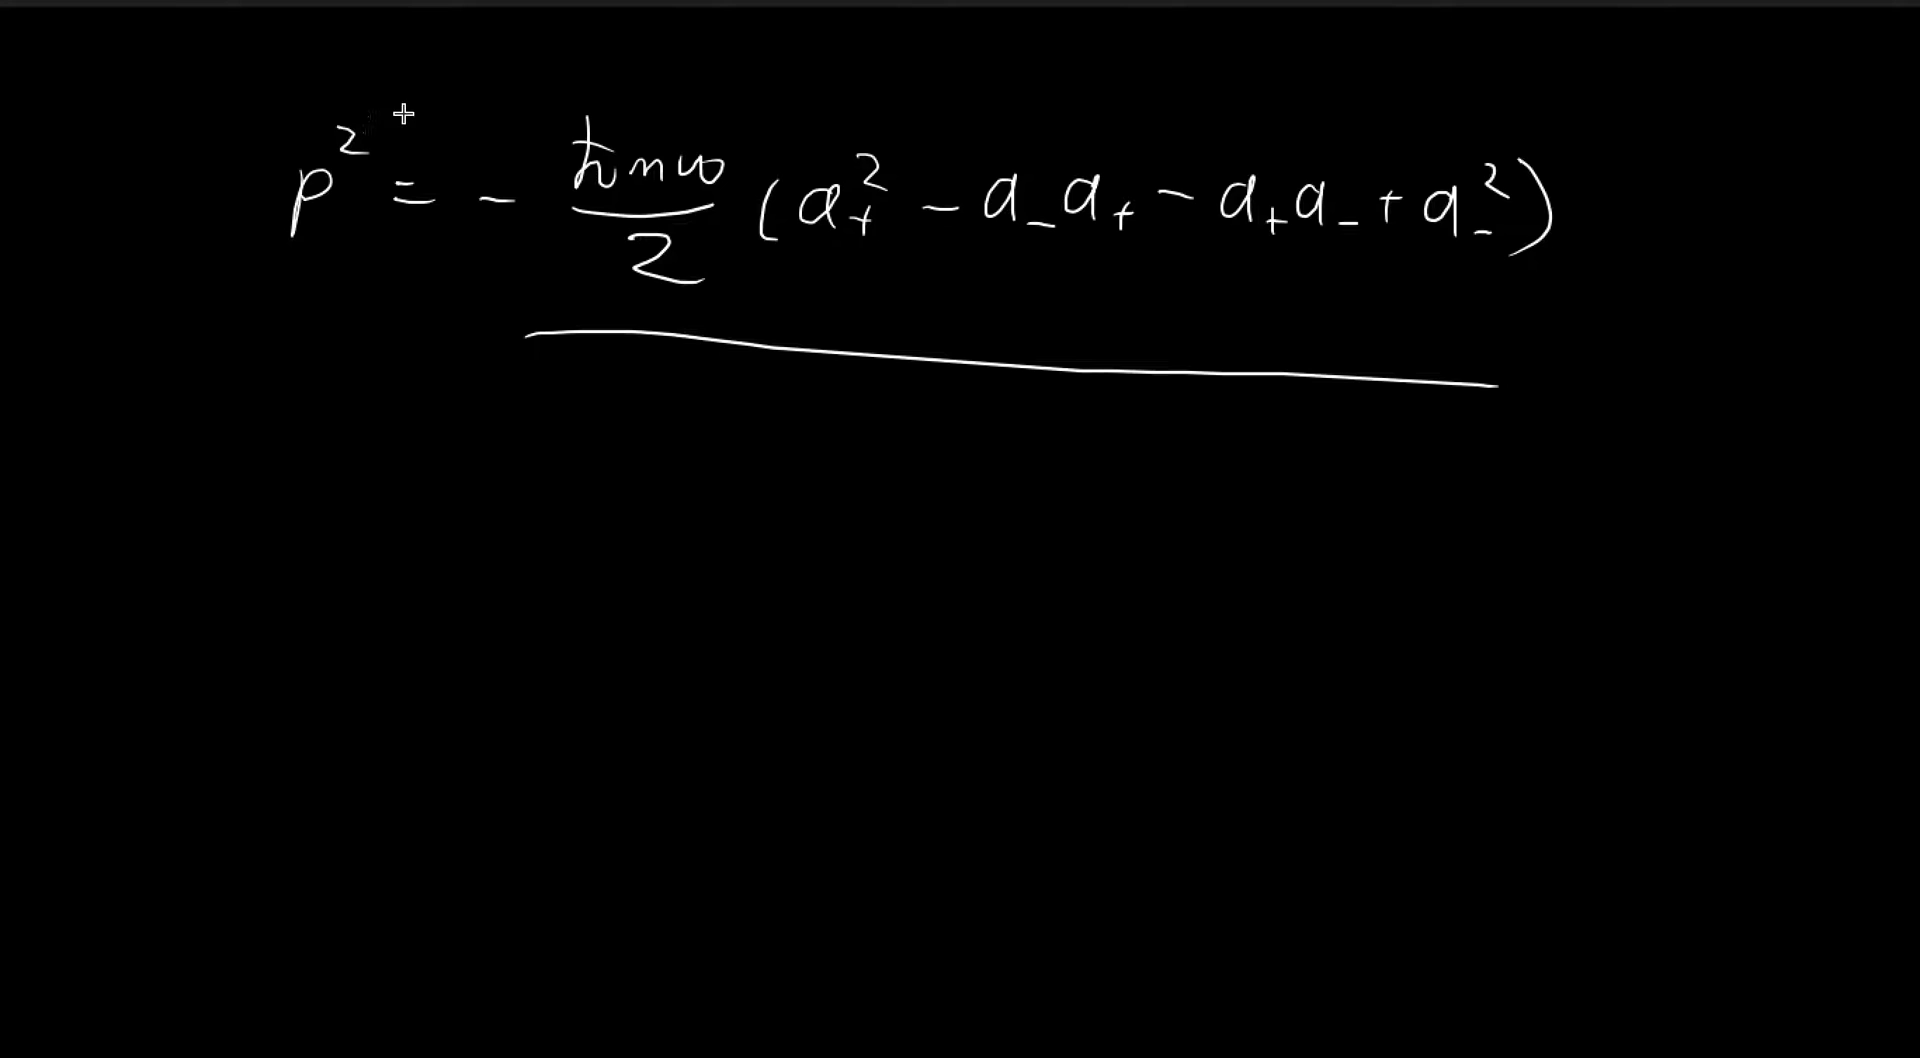 p² = - ħmω/2 (a₊² - a₋a₊ - a₊a₋ + a₋²)